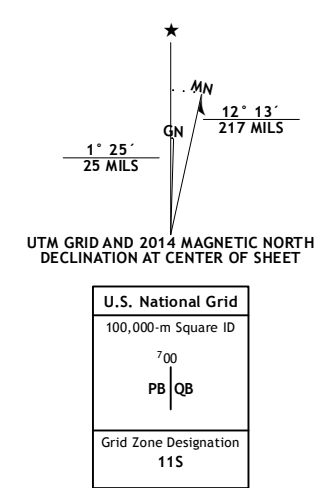 ★
MN
GN
12° 13´
217 MILS
1° 25´
25 MILS
UTM GRID AND 2014 MAGNETIC NORTH
DECLINATION AT CENTER OF SHEET
U.S. National Grid
100,000-m Square ID
⁷00
PB QB
Grid Zone Designation
11S